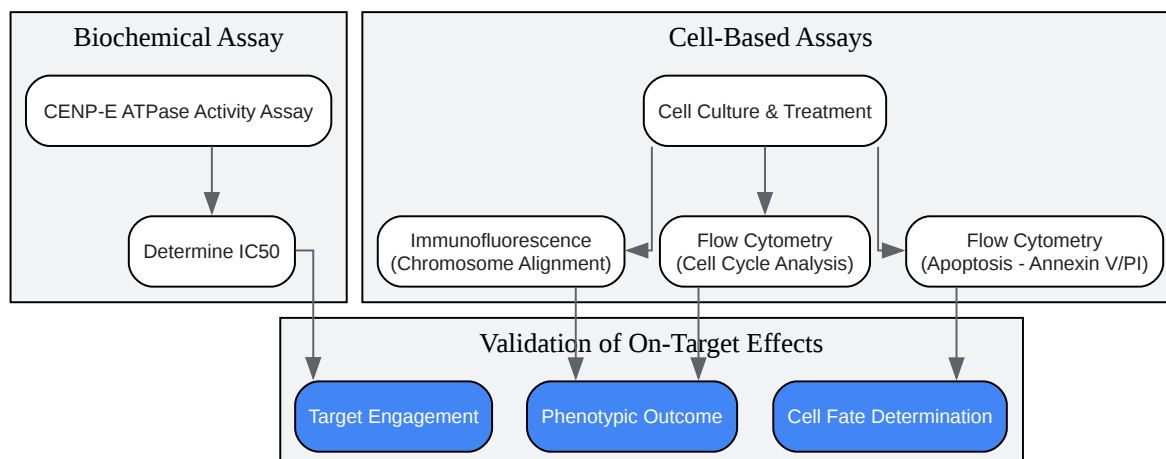 Biochemical Assay
CENP-E ATPase Activity Assay
Determine IC50
Cell-Based Assays
Cell Culture & Treatment
Immunofluorescence
(Chromosome Alignment)
Flow Cytometry
(Cell Cycle Analysis)
Flow Cytometry
(Apoptosis - Annexin V/PI)
Validation of On-Target Effects
Target Engagement
Phenotypic Outcome
Cell Fate Determination